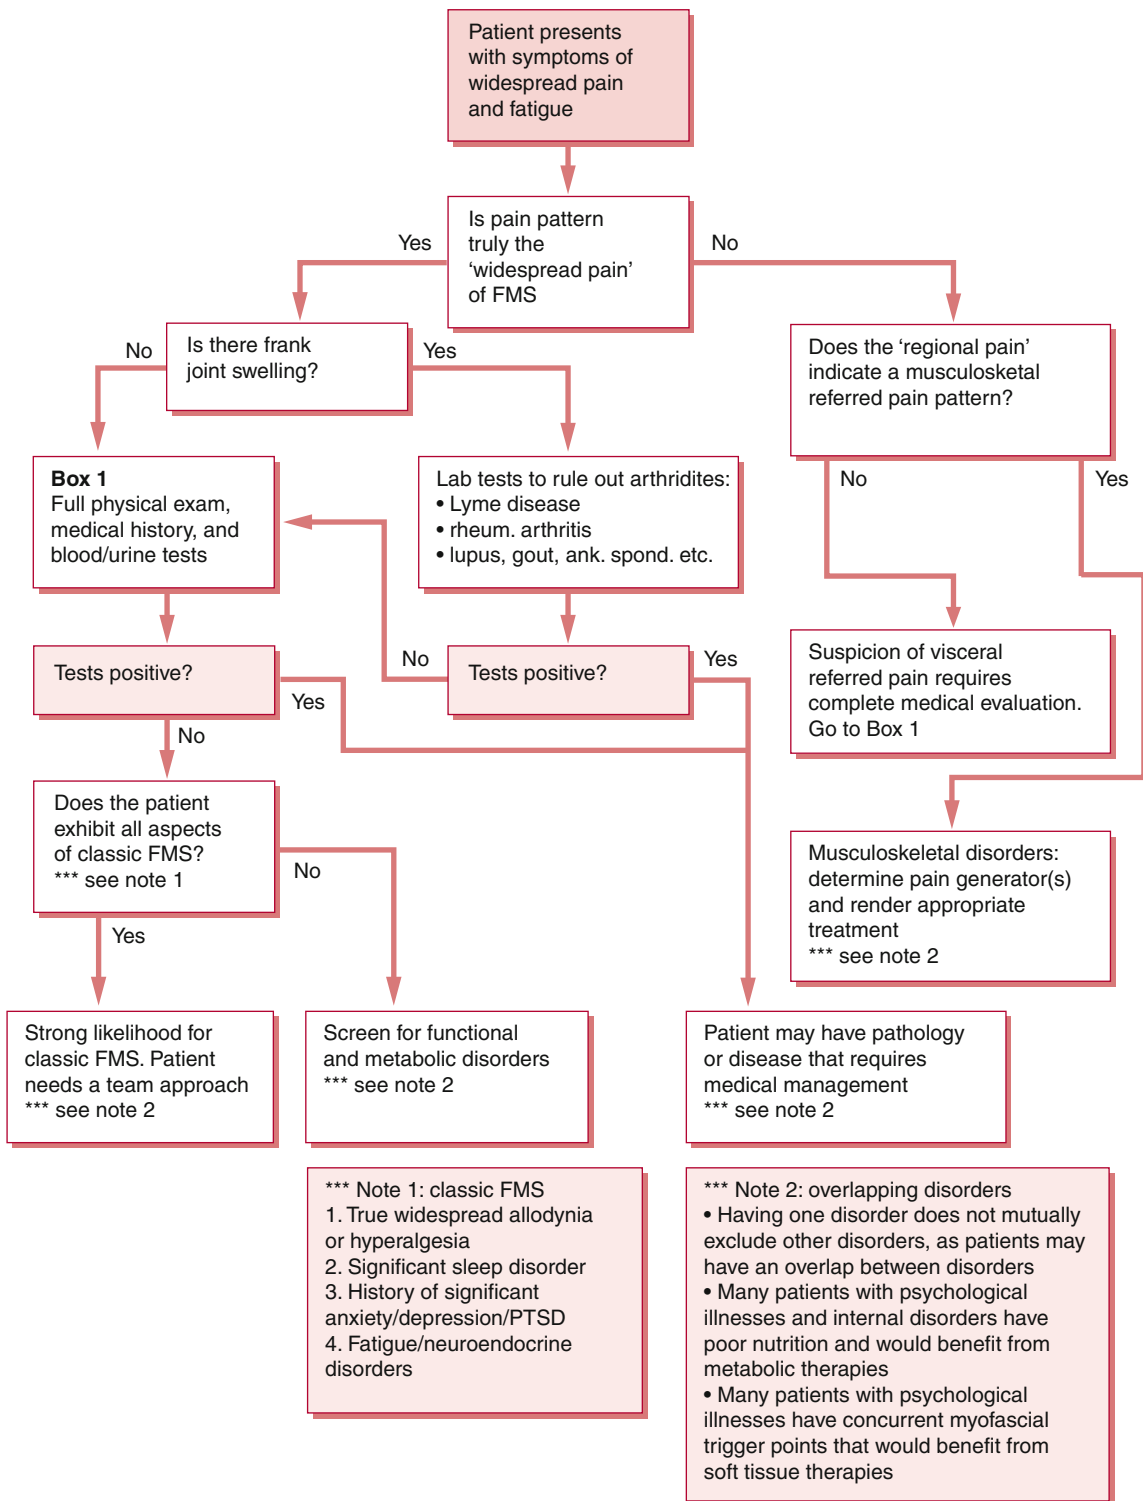 Patient presents
with symptoms of
widespread pain
and fatigue
Is pain pattern
truly the
‘widespread pain’
of FMS
Yes
No
Is there frank
joint swelling?
No
Yes
Does the ‘regional pain’
indicate a musculosketal
referred pain pattern?
No
Yes
Box 1
Full physical exam,
medical history, and
blood/urine tests
Lab tests to rule out arthridites:
• Lyme disease
• rheum. arthritis
• lupus, gout, ank. spond. etc.
Tests positive?
Yes
No
Tests positive?
No
Yes
Suspicion of visceral
referred pain requires
complete medical evaluation.
Go to Box 1
Does the patient
exhibit all aspects
of classic FMS?
*** see note 1
No
Yes
Musculoskeletal disorders:
determine pain generator(s)
and render appropriate
treatment
*** see note 2
Strong likelihood for
classic FMS. Patient
needs a team approach
*** see note 2
Screen for functional
and metabolic disorders
*** see note 2
Patient may have pathology
or disease that requires
medical management
*** see note 2
*** Note 1: classic FMS
1. True widespread allodynia
or hyperalgesia
2. Significant sleep disorder
3. History of significant
anxiety/depression/PTSD
4. Fatigue/neuroendocrine
disorders
*** Note 2: overlapping disorders
• Having one disorder does not mutually
exclude other disorders, as patients may
have an overlap between disorders
• Many patients with psychological
illnesses and internal disorders have
poor nutrition and would benefit from
metabolic therapies
• Many patients with psychological
illnesses have concurrent myofascial
trigger points that would benefit from
soft tissue therapies